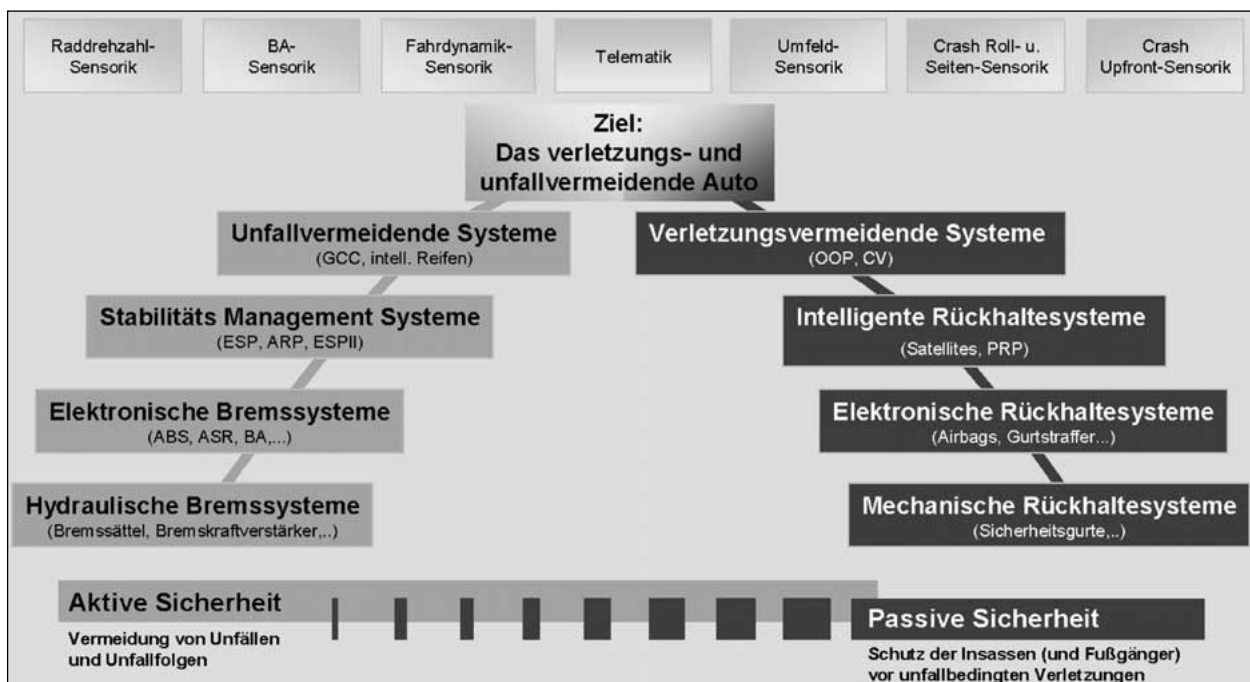 Raddrehzahl-
Sensorik
BA-
Sensorik
Fahrdynamik-
Sensorik
Telematik
Umfeld-
Sensorik
Crash Roll- u.
Seiten-Sensorik
Crash
Upfront-Sensorik
Ziel:
Das verletzungs- und
unfallvermeidende Auto
Unfallvermeidende Systeme
(GCC, intell. Reifen)
Verletzungsvermeidende Systeme
(OOP, CV)
Stabilitäts Management Systeme
(ESP, ARP, ESPII)
Intelligente Rückhaltesysteme
(Satellites, PRP)
Elektronische Bremssysteme
(ABS, ASR, BA,...)
Elektronische Rückhaltesysteme
(Airbags, Gurtstraffer...)
Hydraulische Bremssysteme
(Bremssättel, Bremskraftverstärker,..)
Mechanische Rückhaltesysteme
(Sicherheitsgurte,..)
Aktive Sicherheit
Vermeidung von Unfällen
und Unfallfolgen
Passive Sicherheit
Schutz der Insassen (und Fußgänger)
vor unfallbedingten Verletzungen